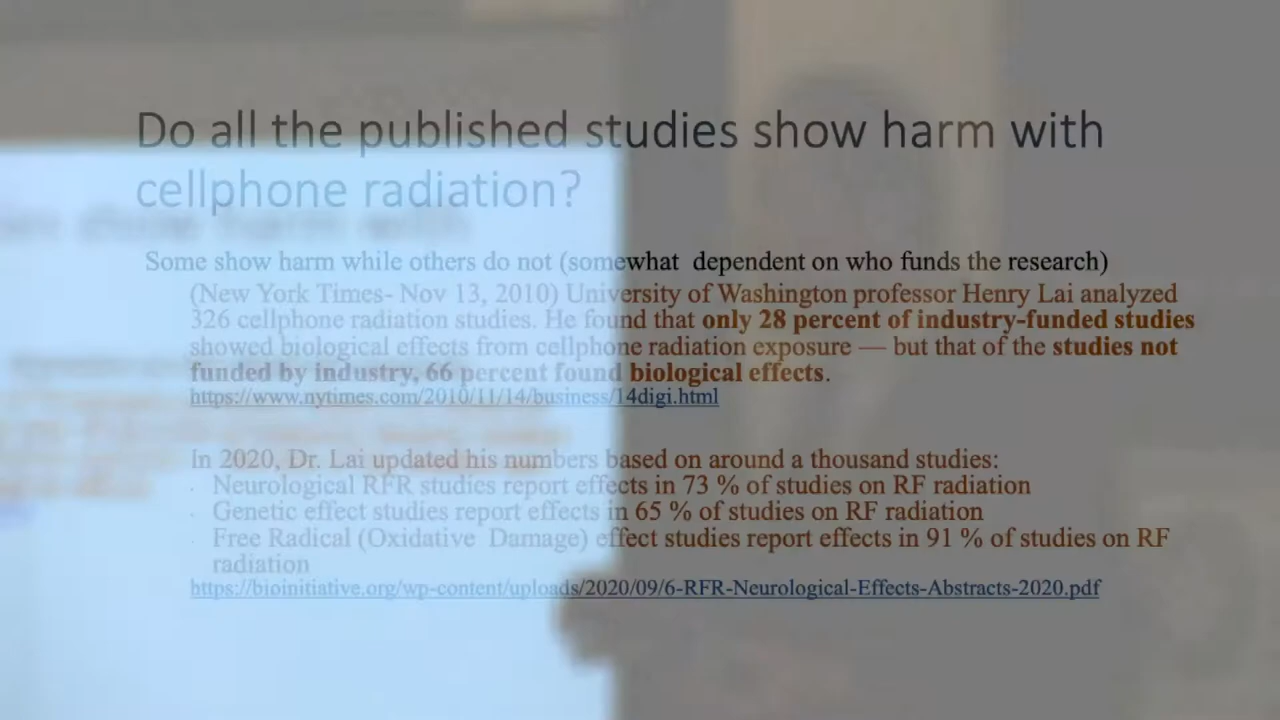 Do all the published studies show harm with
cellphone radiation?
Some show harm while others do not (somewhat dependent on who funds the research)
(New York Times- Nov 13, 2010) University of Washington professor Henry Lai analyzed
326 cellphone radiation studies. He found that only 28 percent of industry-funded studies
showed biological effects from cellphone radiation exposure — but that of the studies not
funded by industry, 66 percent found biological effects.
https://www.nytimes.com/2010/11/14/business/14digi.html
In 2020, Dr. Lai updated his numbers based on around a thousand studies:
· Neurological RFR studies report effects in 73 % of studies on RF radiation
· Genetic effect studies report effects in 65 % of studies on RF radiation
· Free Radical (Oxidative Damage) effect studies report effects in 91 % of studies on RF
radiation
https://bioinitiative.org/wp-content/uploads/2020/09/6-RFR-Neurological-Effects-Abstracts-2020.pdf